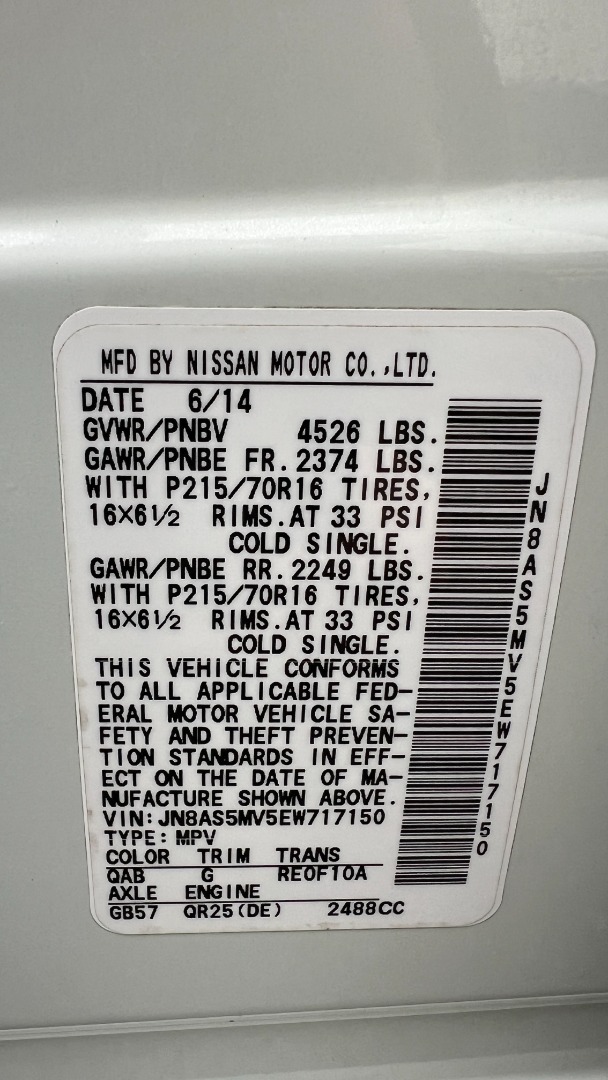 MFD BY NISSAN MOTOR CO.,LTD.
DATE 6/14
GVWR/PNBV 4526 LBS.
GAWR/PNBE FR. 2374 LBS.
WITH P215/70R16 TIRES,
16X6½ RIMS. AT 33 PSI
COLD SINGLE.
GAWR/PNBE RR. 2249 LBS.
WITH P215/70R16 TIRES,
16X6½ RIMS. AT 33 PSI
COLD SINGLE.
THIS VEHICLE CONFORMS
TO ALL APPLICABLE FED-
ERAL MOTOR VEHICLE SA-
FETY AND THEFT PREVEN-
TION STANDARDS IN EFF-
ECT ON THE DATE OF MA-
NUFACTURE SHOWN ABOVE.
VIN: JN8AS5MV5EW717150
TYPE: MPV
COLOR TRIM TRANS
QAB G RE0F10A
AXLE ENGINE
GB57 QR25(DE) 2488CC
JN8AS5MV5EW717150